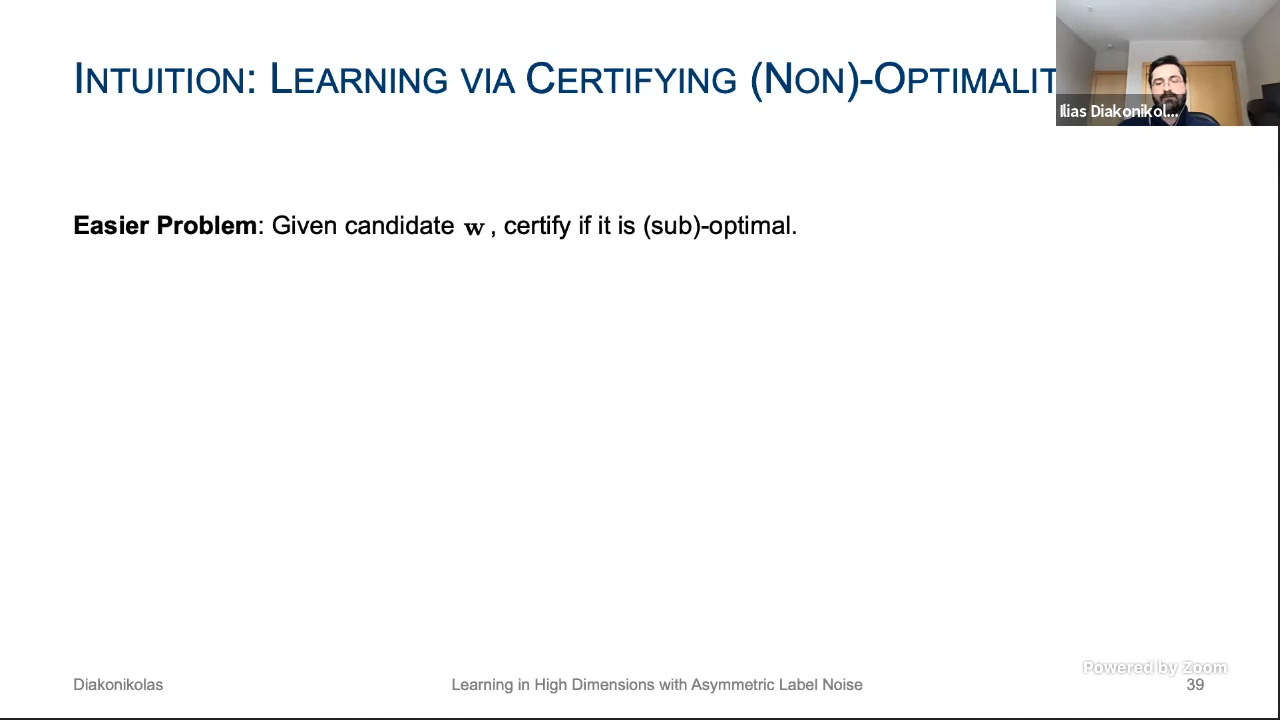 INTUITION: LEARNING VIA CERTIFYING (NON)-OPTIMALIT
Ilias Diakonikol...
Easier Problem: Given candidate w, certify if it is (sub)-optimal.
Powered by Zoom
Diakonikolas
Learning in High Dimensions with Asymmetric Label Noise
39